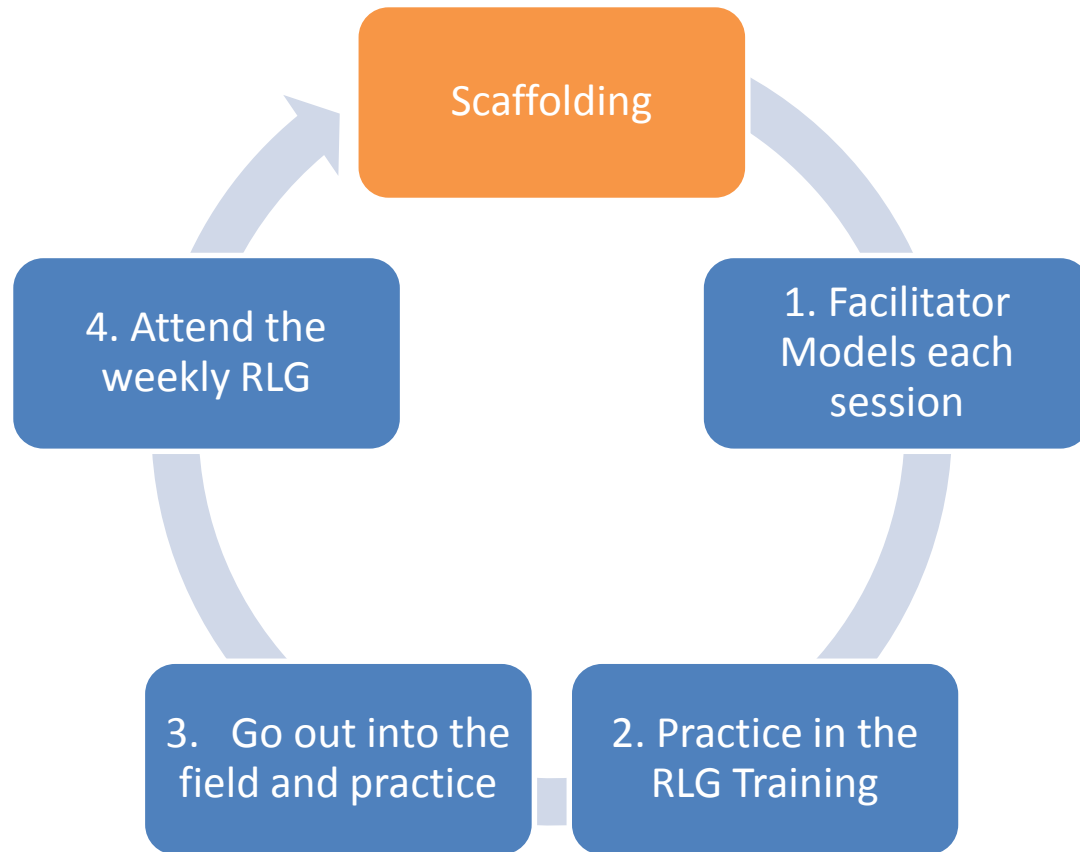 Scaffolding
1. Facilitator
Models each
session
2. Practice in the
RLG Training
3. Go out into the
field and practice
4. Attend the
weekly RLG